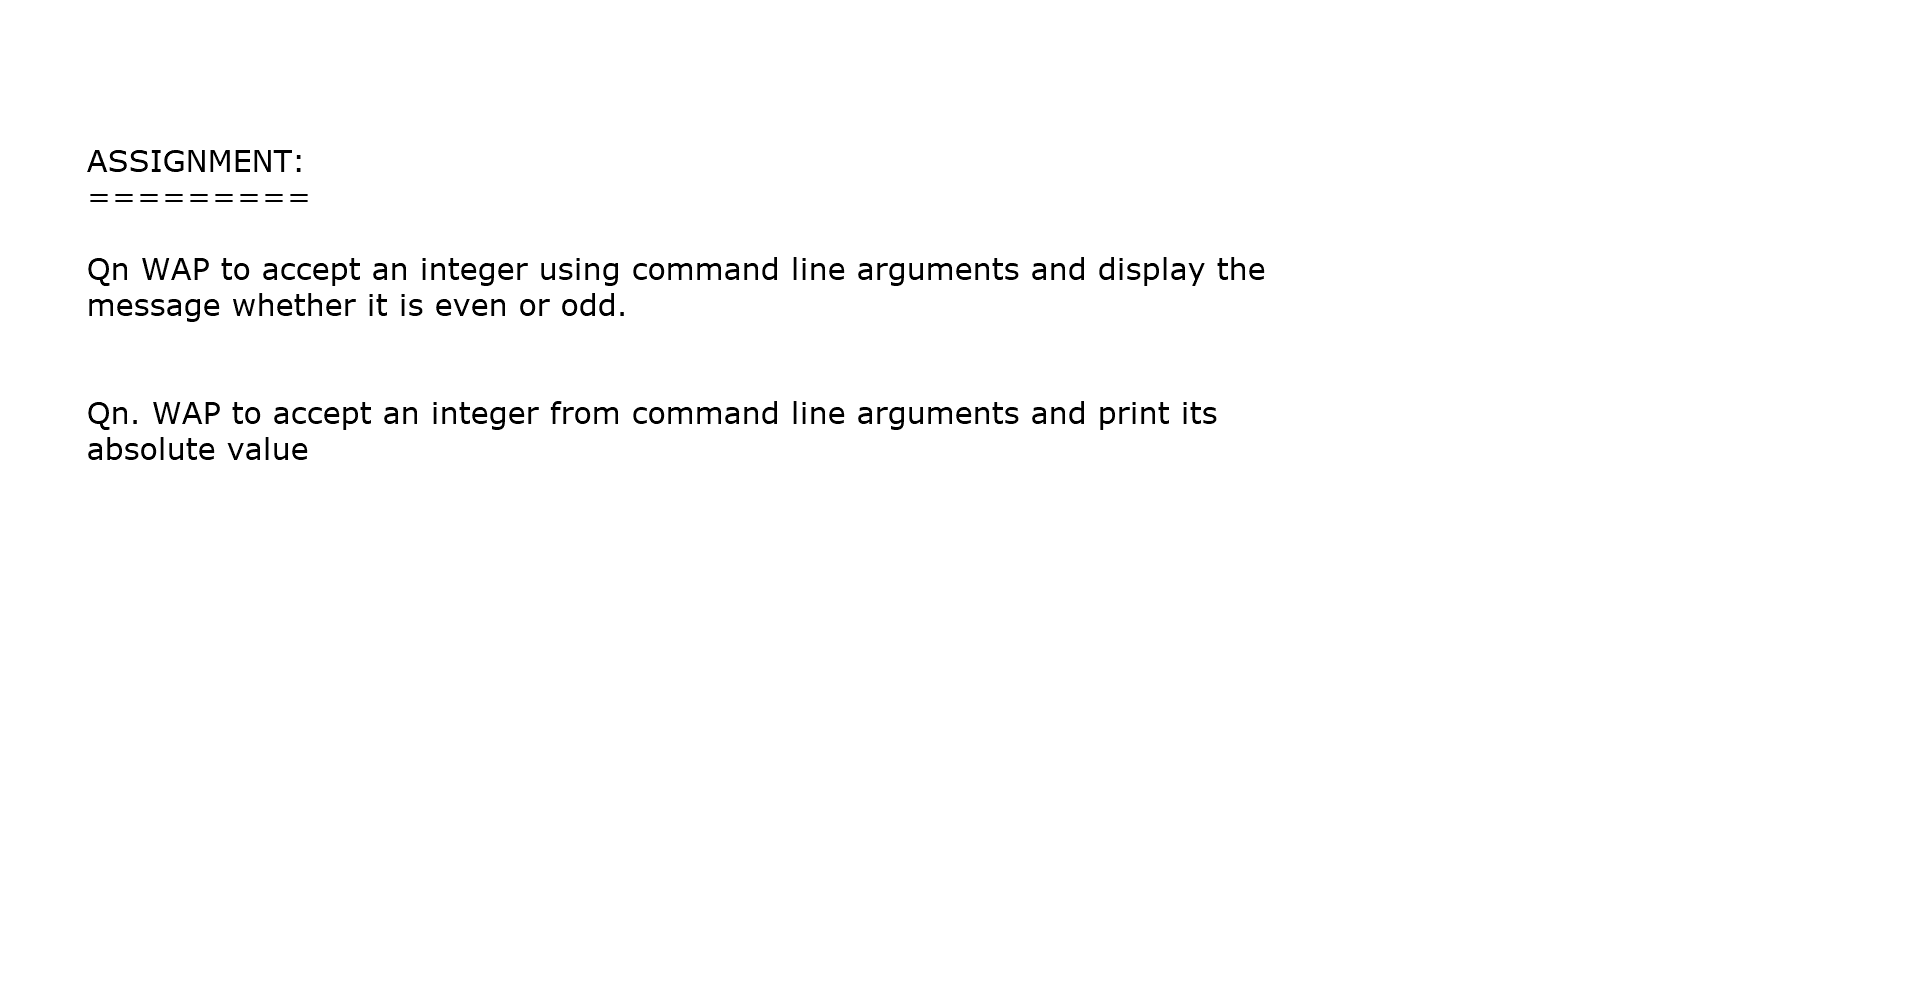 ASSIGNMENT:
=========
Qn WAP to accept an integer using command line arguments and display the
message whether it is even or odd.
Qn. WAP to accept an integer from command line arguments and print its
absolute value